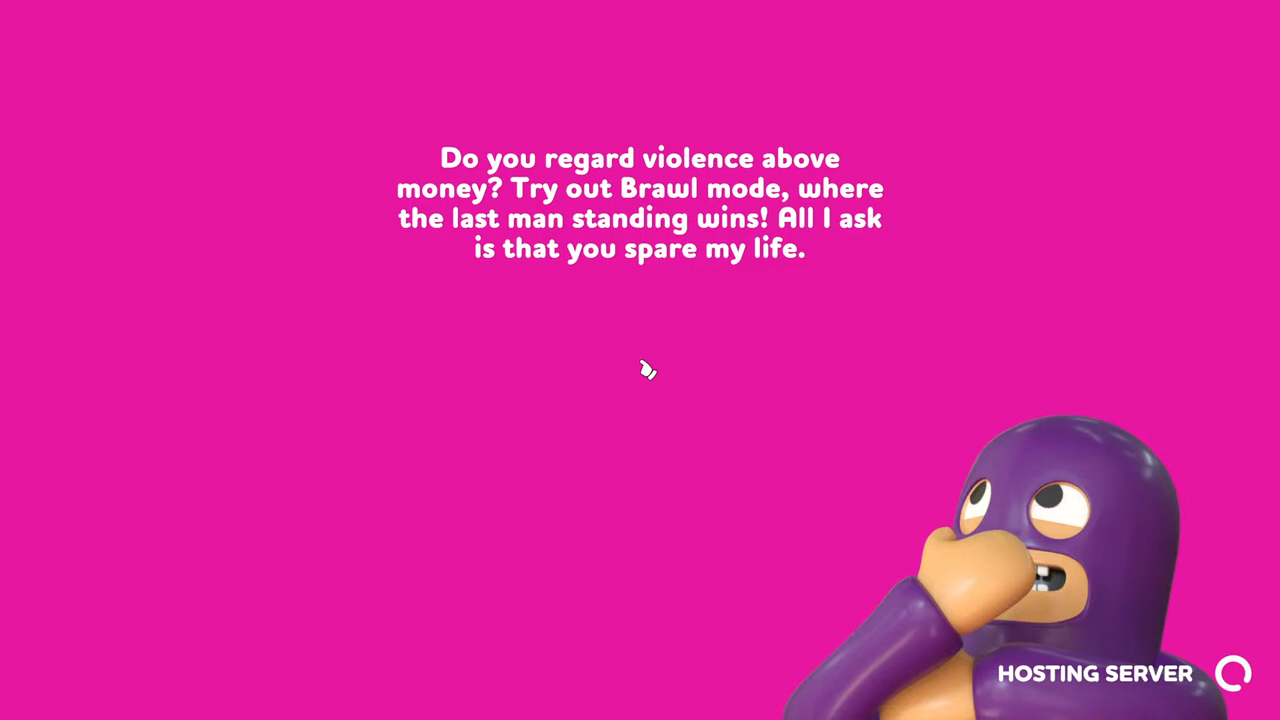 Do you regard violence above
money? Try out Brawl mode, where
the last man standing wins! All I ask
is that you spare my life.
HOSTING SERVER